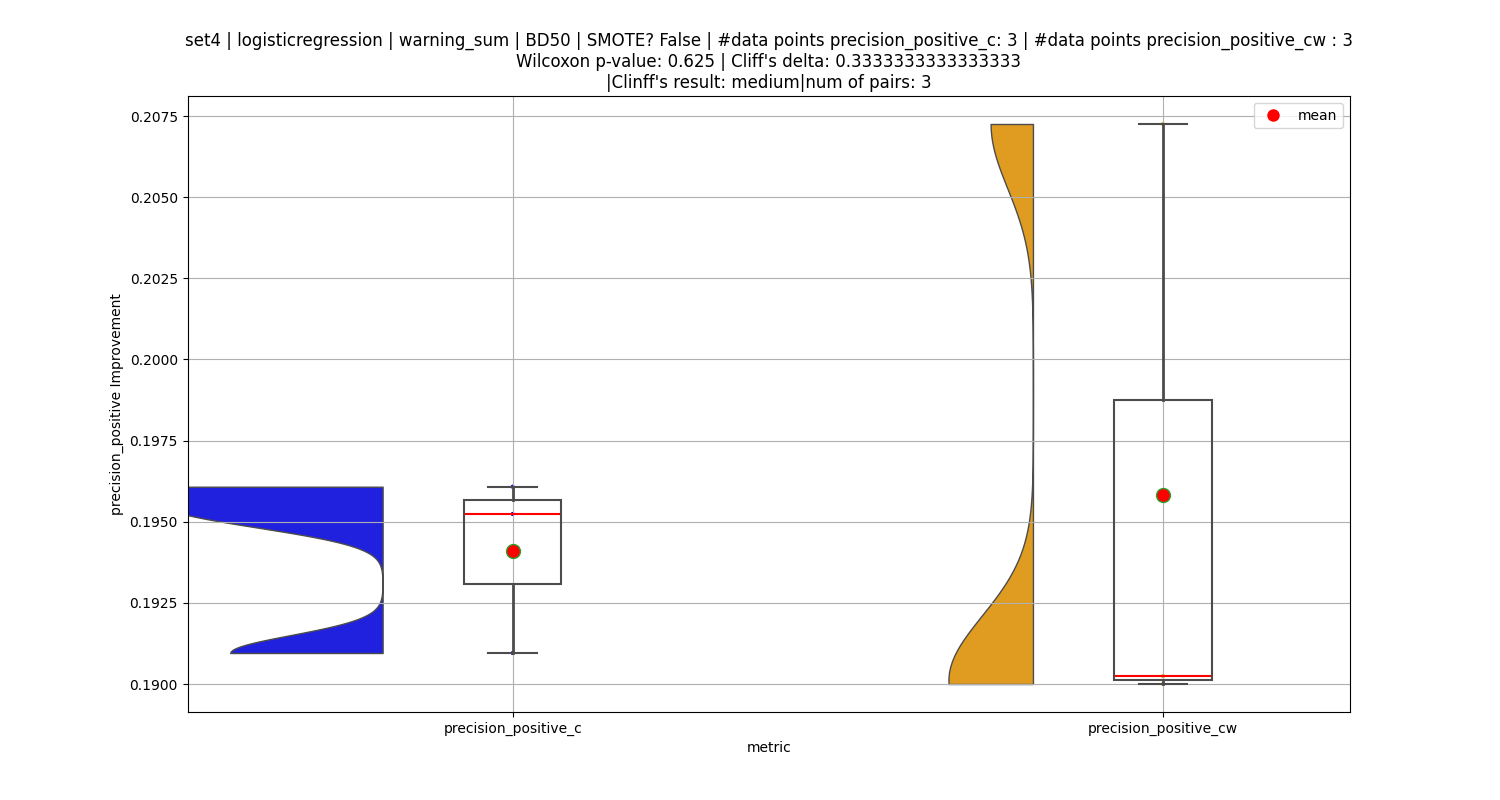 set4 | logisticregression | warning_sum | BD50 | SMOTE? False | #data points precision_positive_c: 3 | #data points precision_positive_cw : 3
Wilcoxon p-value: 0.625 | Cliff's delta: 0.3333333333333333
|Clinff's result: medium|num of pairs: 3
mean
0.2075
0.2050
0.2025
0.2000
0.1975
0.1950
0.1925
0.1900
precision_positive Improvement
precision_positive_c
precision_positive_cw
metric